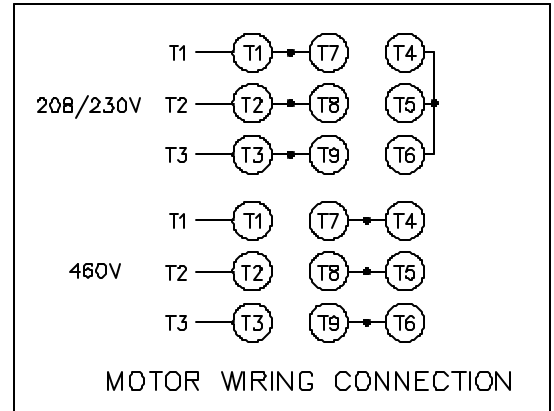 T1 T1 T7 T4
208/230V T2 T2 T8 T5
T3 T3 T9 T6
T1 T1 T7 T4
460V T2 T2 T8 T5
T3 T3 T9 T6
MOTOR WIRING CONNECTION